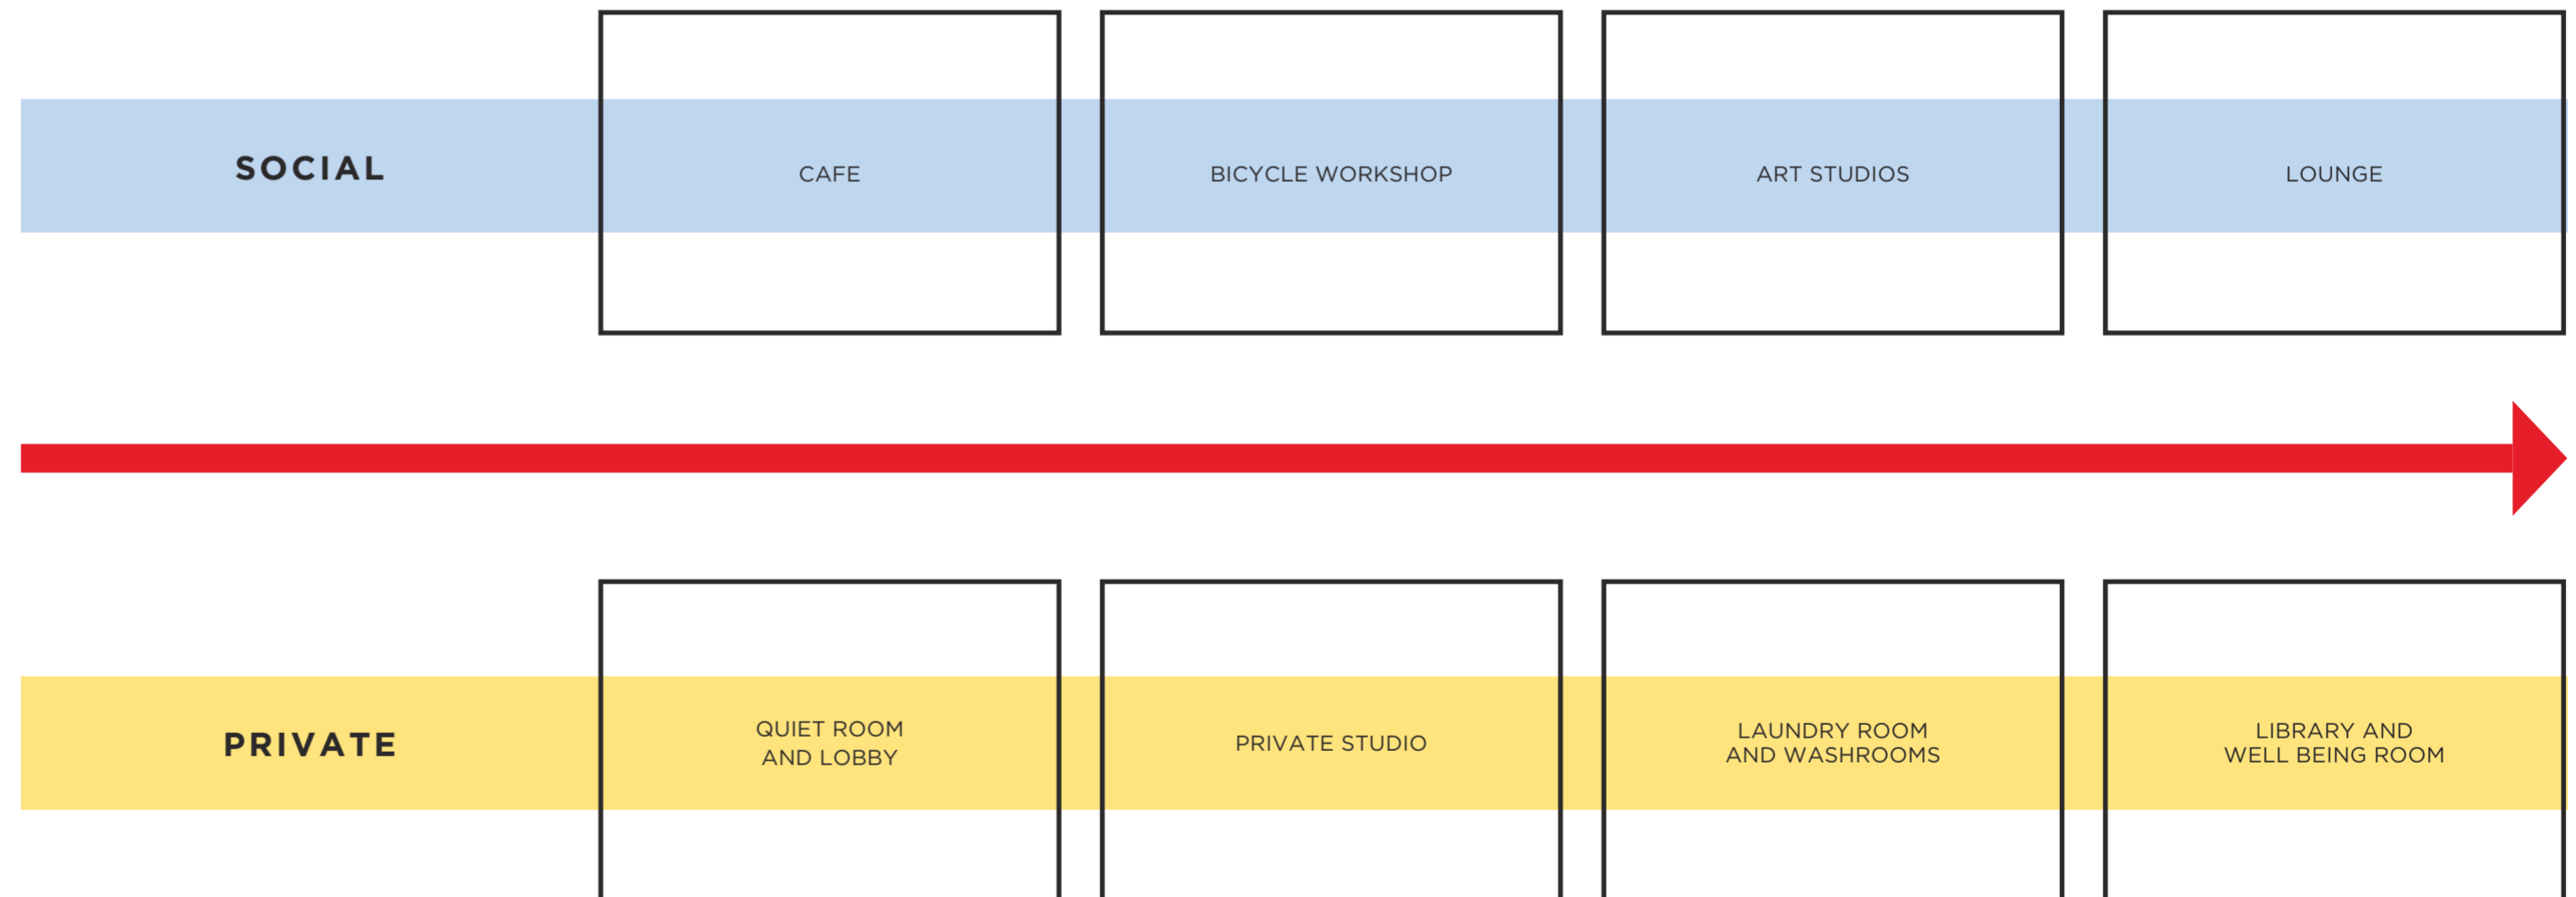 SOCIAL
CAFE
BICYCLE WORKSHOP
ART STUDIOS
LOUNGE
PRIVATE
QUIET ROOM
AND LOBBY
PRIVATE STUDIO
LAUNDRY ROOM
AND WASHROOMS
LIBRARY AND
WELL BEING ROOM